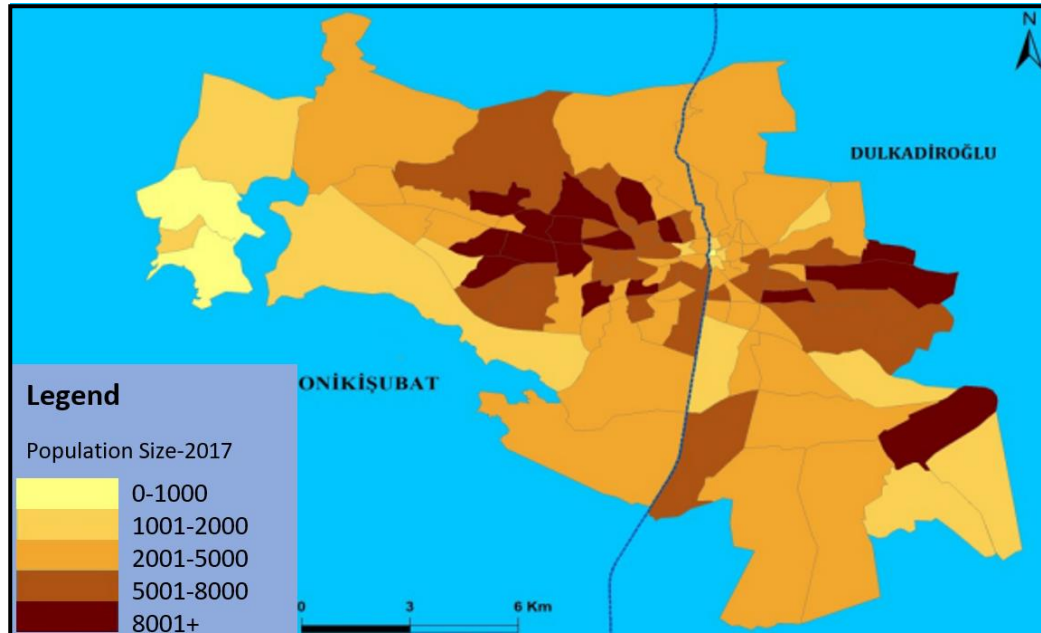 N
DULKADİROĞLU
ONİKİŞUBAT
Legend
Population Size-2017
0-1000
1001-2000
2001-5000
5001-8000
8001+
0 3 6 Km